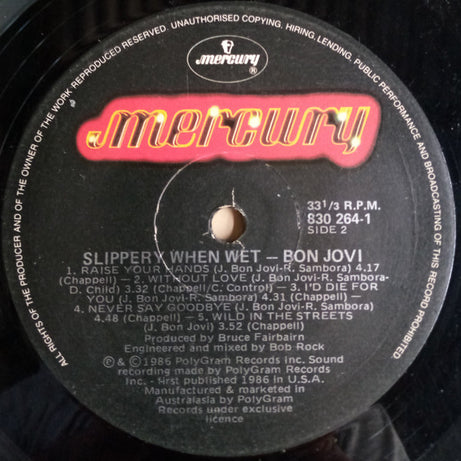 ALL RIGHTS OF THE PRODUCER AND OF THE OWNER OF THE WORK REPRODUCED RESERVED. UNAUTHORISED COPYING, HIRING, LENDING, PUBLIC PERFORMANCE AND BROADCASTING OF THIS RECORD PROHIBITED
mercury
®
mercury
33 1/3 R.P.M.
830 264-1
SIDE 2
SLIPPERY WHEN WET – BON JOVI
1. RAISE YOUR HANDS (J. Bon Jovi-R. Sambora) 4.17
(Chappell) – 2. WITHOUT LOVE (J. Bon Jovi-R. Sambora-
D. Child) 3.32 (Chappell/C. Control) – 3. I'D DIE FOR
YOU (J. Bon Jovi-R. Sambora) 4.31 (Chappell) –
4. NEVER SAY GOODBYE (J. Bon Jovi-R. Sambora)
4.48 (Chappell) – 5. WILD IN THE STREETS
(J. Bon Jovi) 3.52 (Chappell)
Produced by Bruce Fairbairn
Engineered and mixed by Bob Rock
℗ & © 1986 PolyGram Records inc. Sound
recording made by PolyGram Records
Inc. - first published 1986 in U.S.A.
Manufactured & marketed in
Australasia by PolyGram
Records under exclusive
licence